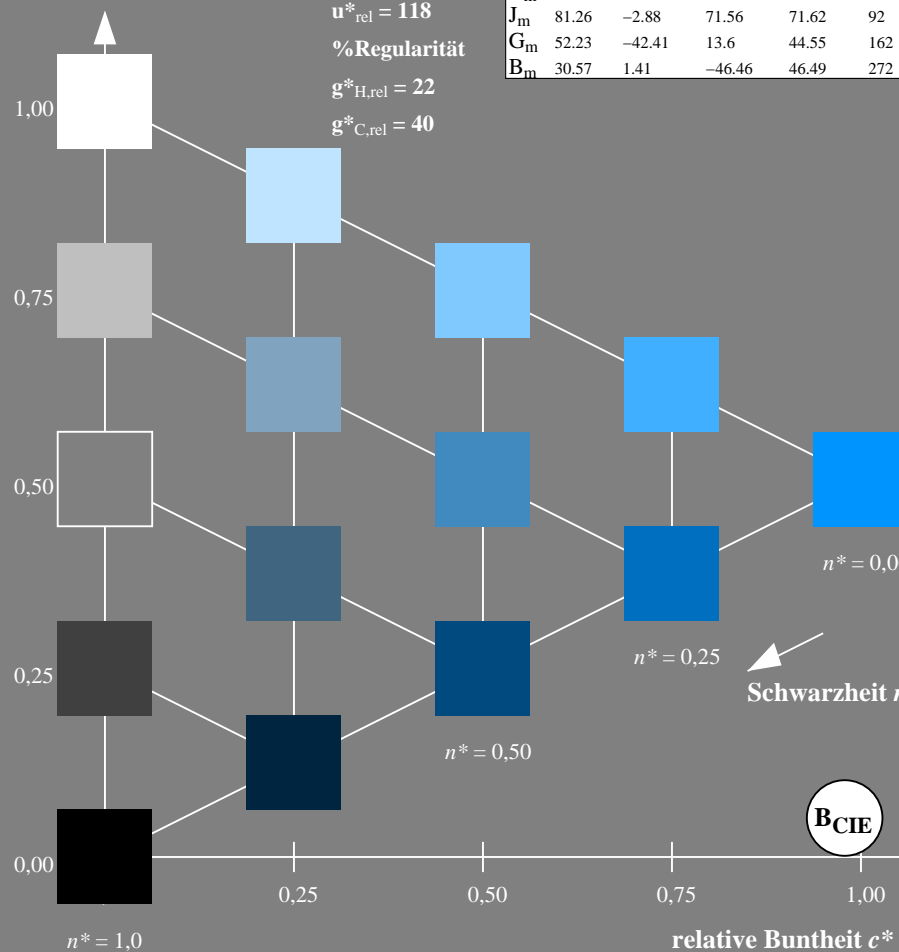 u*rel = 118
%Regularität
g*H,rel = 22
g*C,rel = 40
Jm 81.26 −2.88 71.56 71.62 92
Gm 52.23 −42.41 13.6 44.55 162
Bm 30.57 1.41 −46.46 46.49 272
1,00
0,75
0,50
n* = 0,0
n* = 0,25
0,25
Schwarzheit
n* = 0,50
BCIE
0,00
0,25 0,50 0,75 1,00
n* = 1,0
relative Buntheit c*